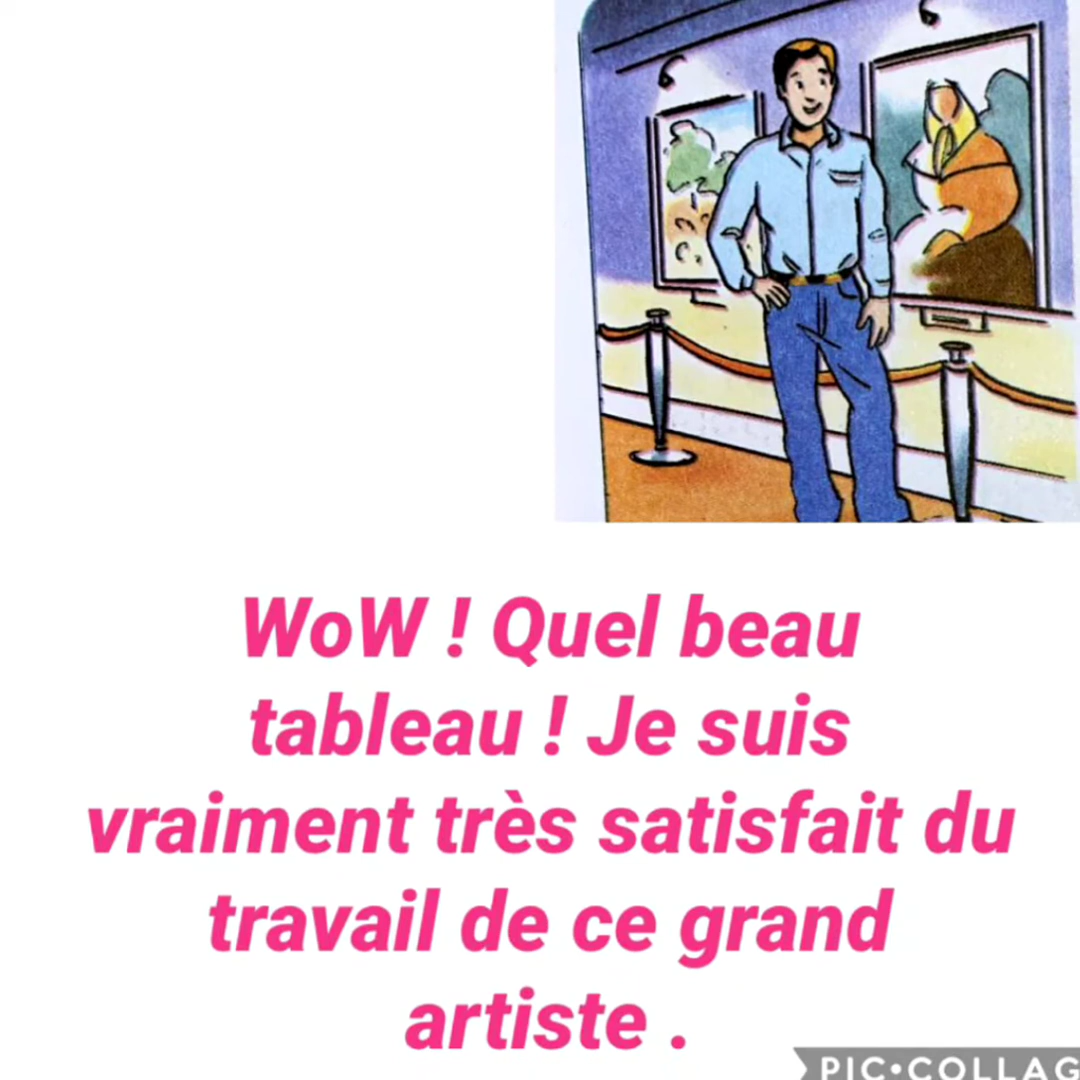 WoW ! Quel beau
tableau ! Je suis
vraiment très satisfait du
travail de ce grand
artiste .
PIC•COLLAG